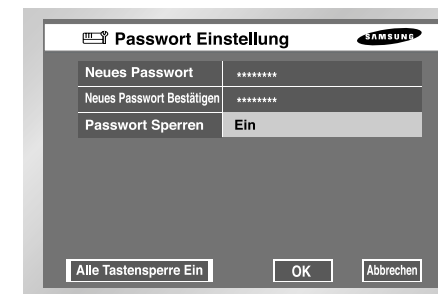 Passwort Einstellung
SAMSUNG
Neues Passwort ********
Neues Passwort Bestätigen ********
Passwort Sperren Ein
Alle Tastensperre Ein OK Abbrechen